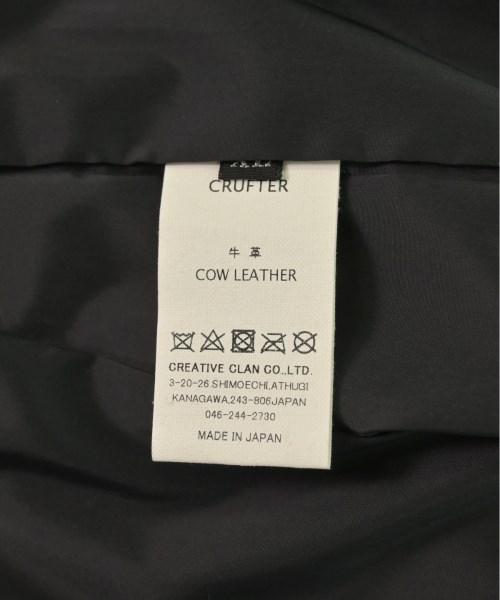 CRUFTER
牛革
COW LEATHER
CREATIVE CLAN CO.,LTD.
3-20-26.SHIMOECHI,ATHUGI
KANAGAWA,243-806JAPAN
046-244-2730
MADE IN JAPAN